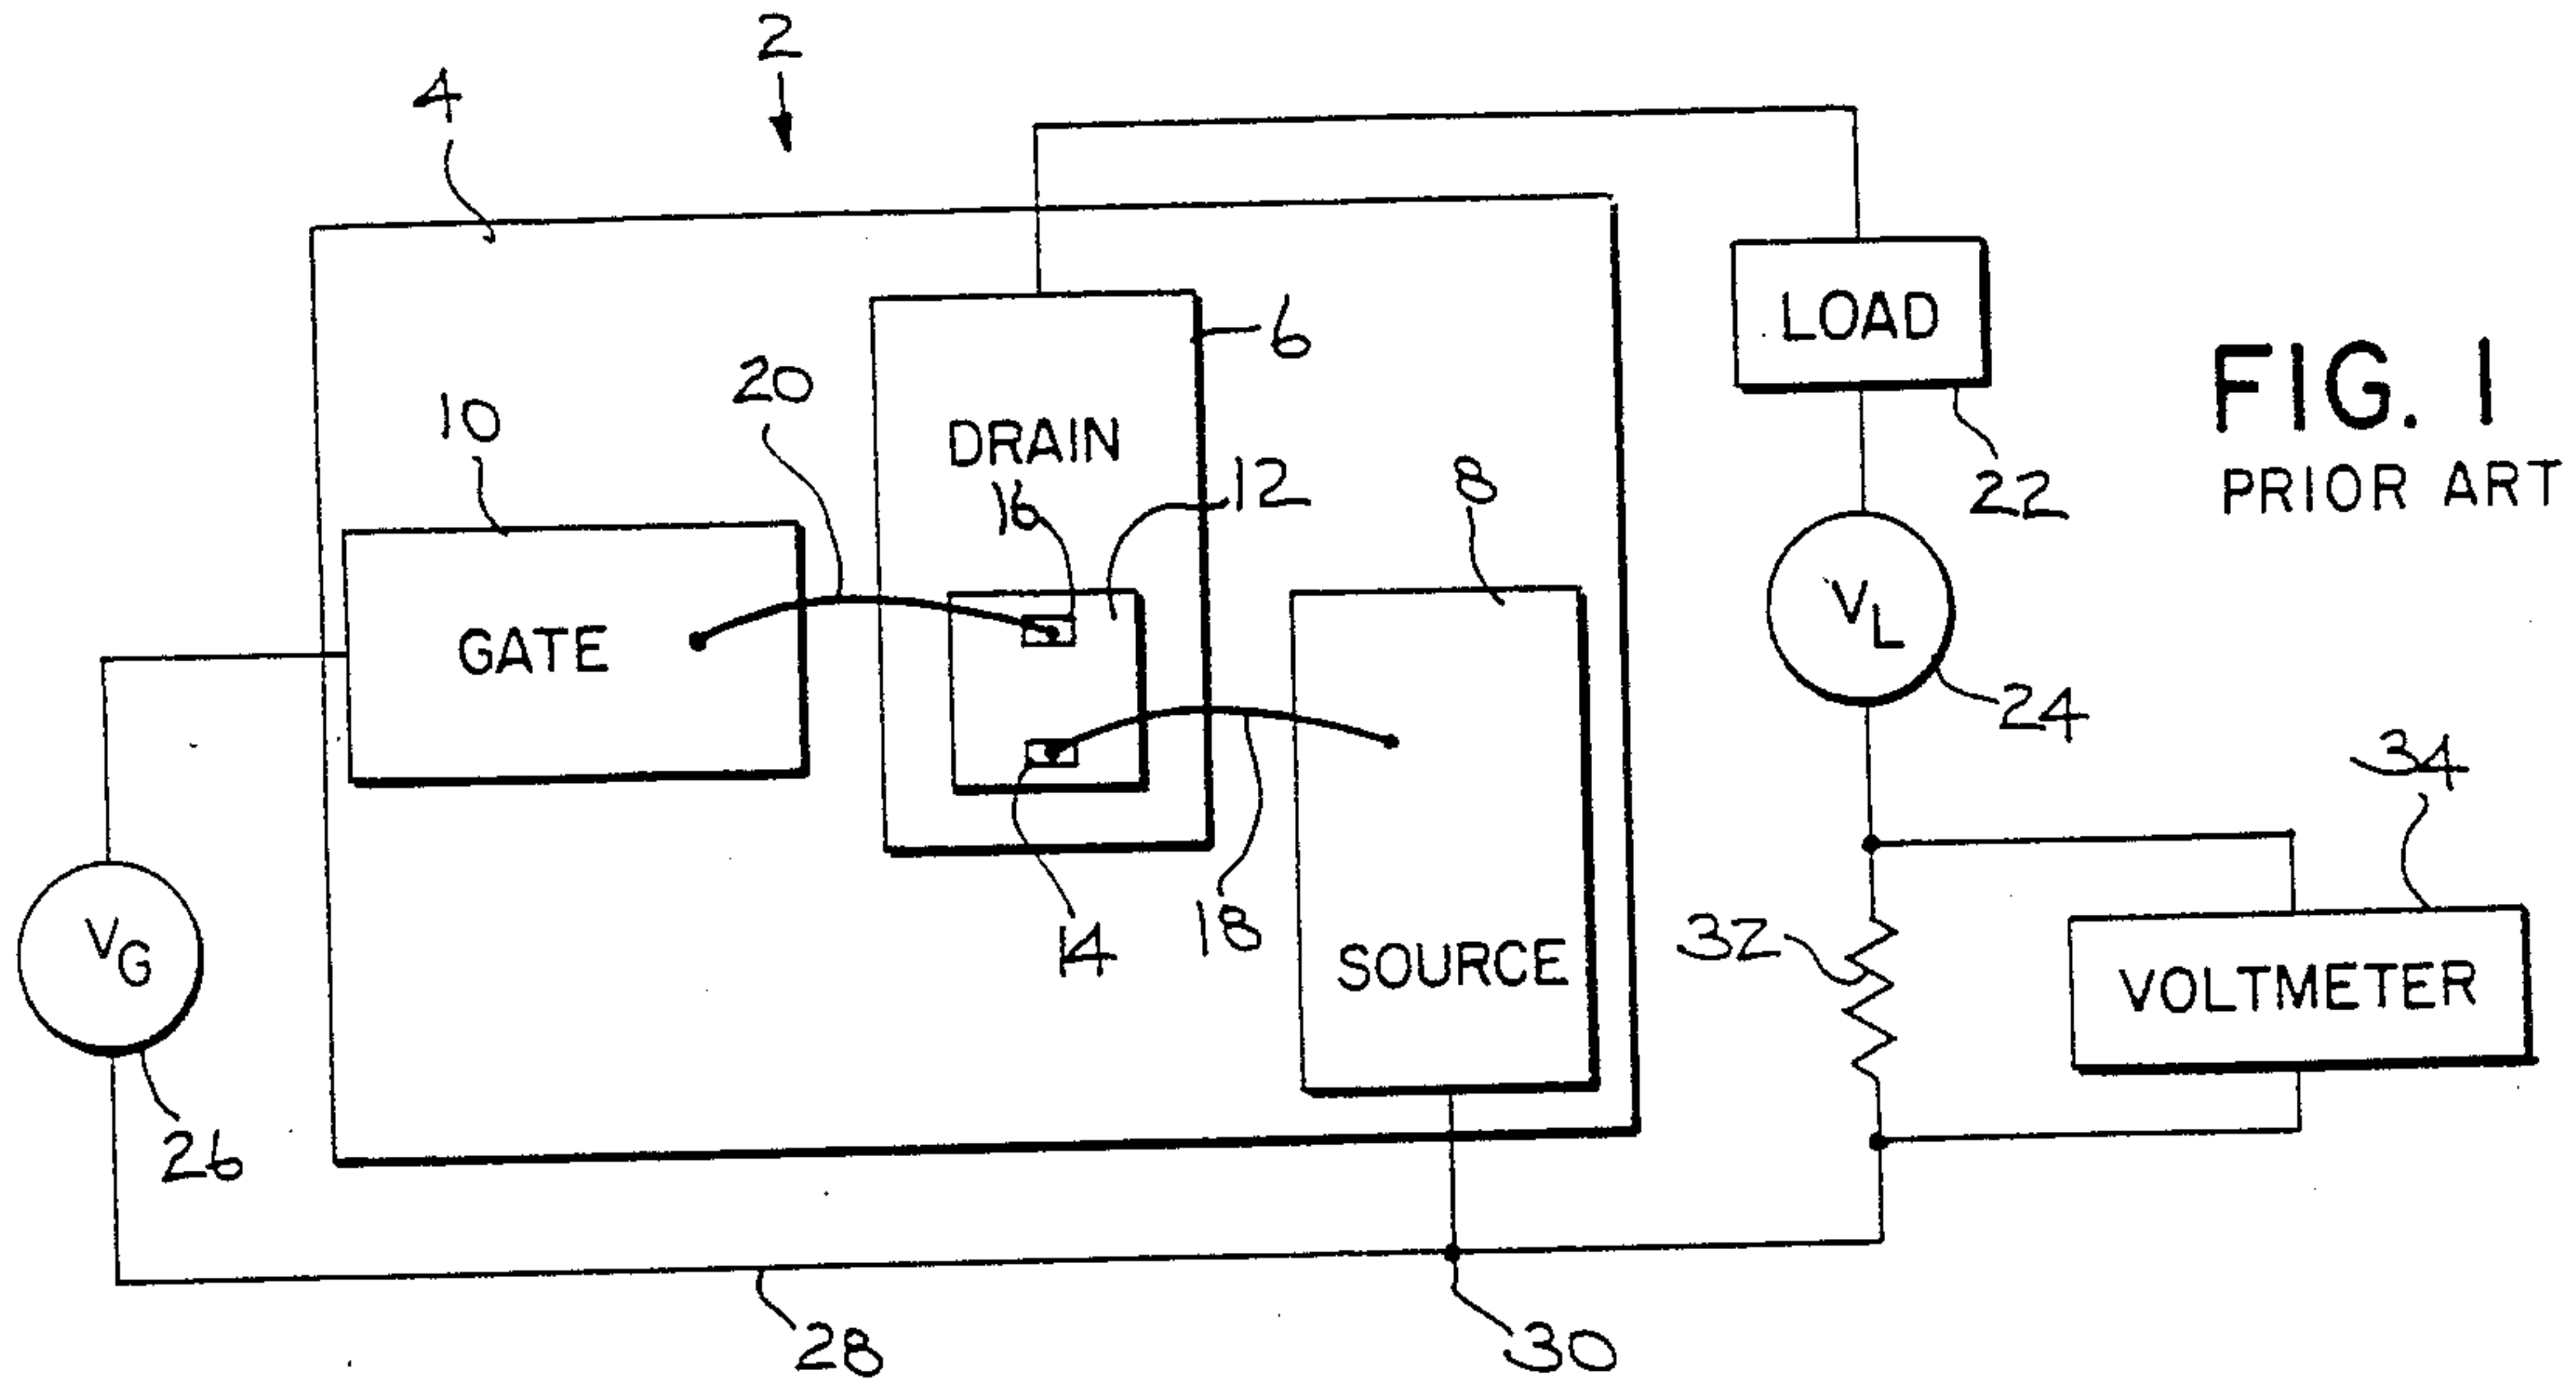 2
4
6
LOAD
FIG. 1
PRIOR ART
20
10
DRAIN
16
12
8
22
GATE
VL
24
34
14
18
SOURCE
32
VOLTMETER
VG
26
28
30